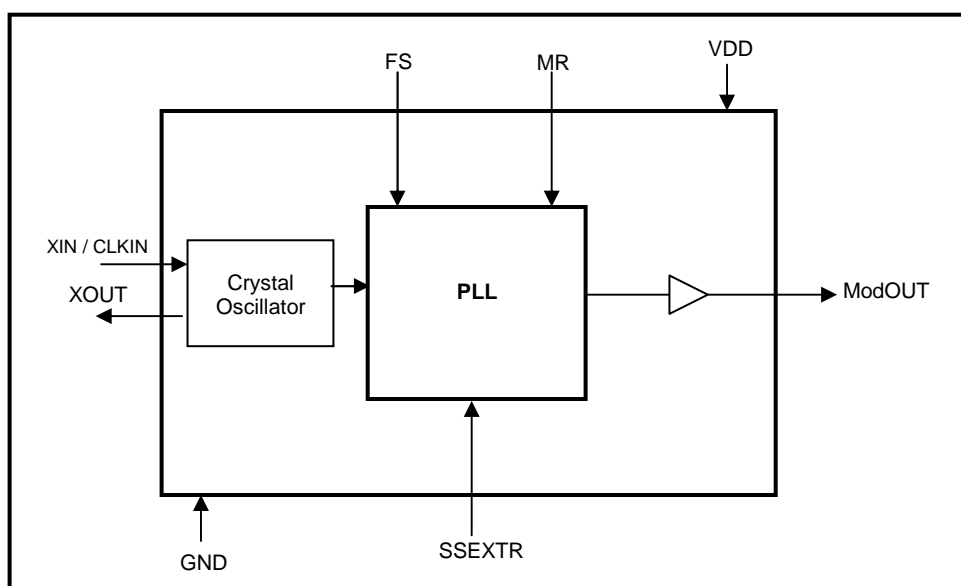 VDD
FS
MR
XIN / CLKIN
Crystal
Oscillator
XOUT
PLL
ModOUT
SSEXTR
GND